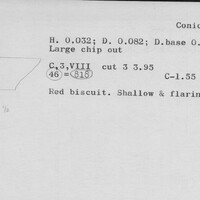 Conic
H. 0.032; D. 0.082; D.base 0.
Large chip out
C,3,VIII cut 3 3.95
46 = 818 C-1.55
Red biscuit. Shallow & flarin